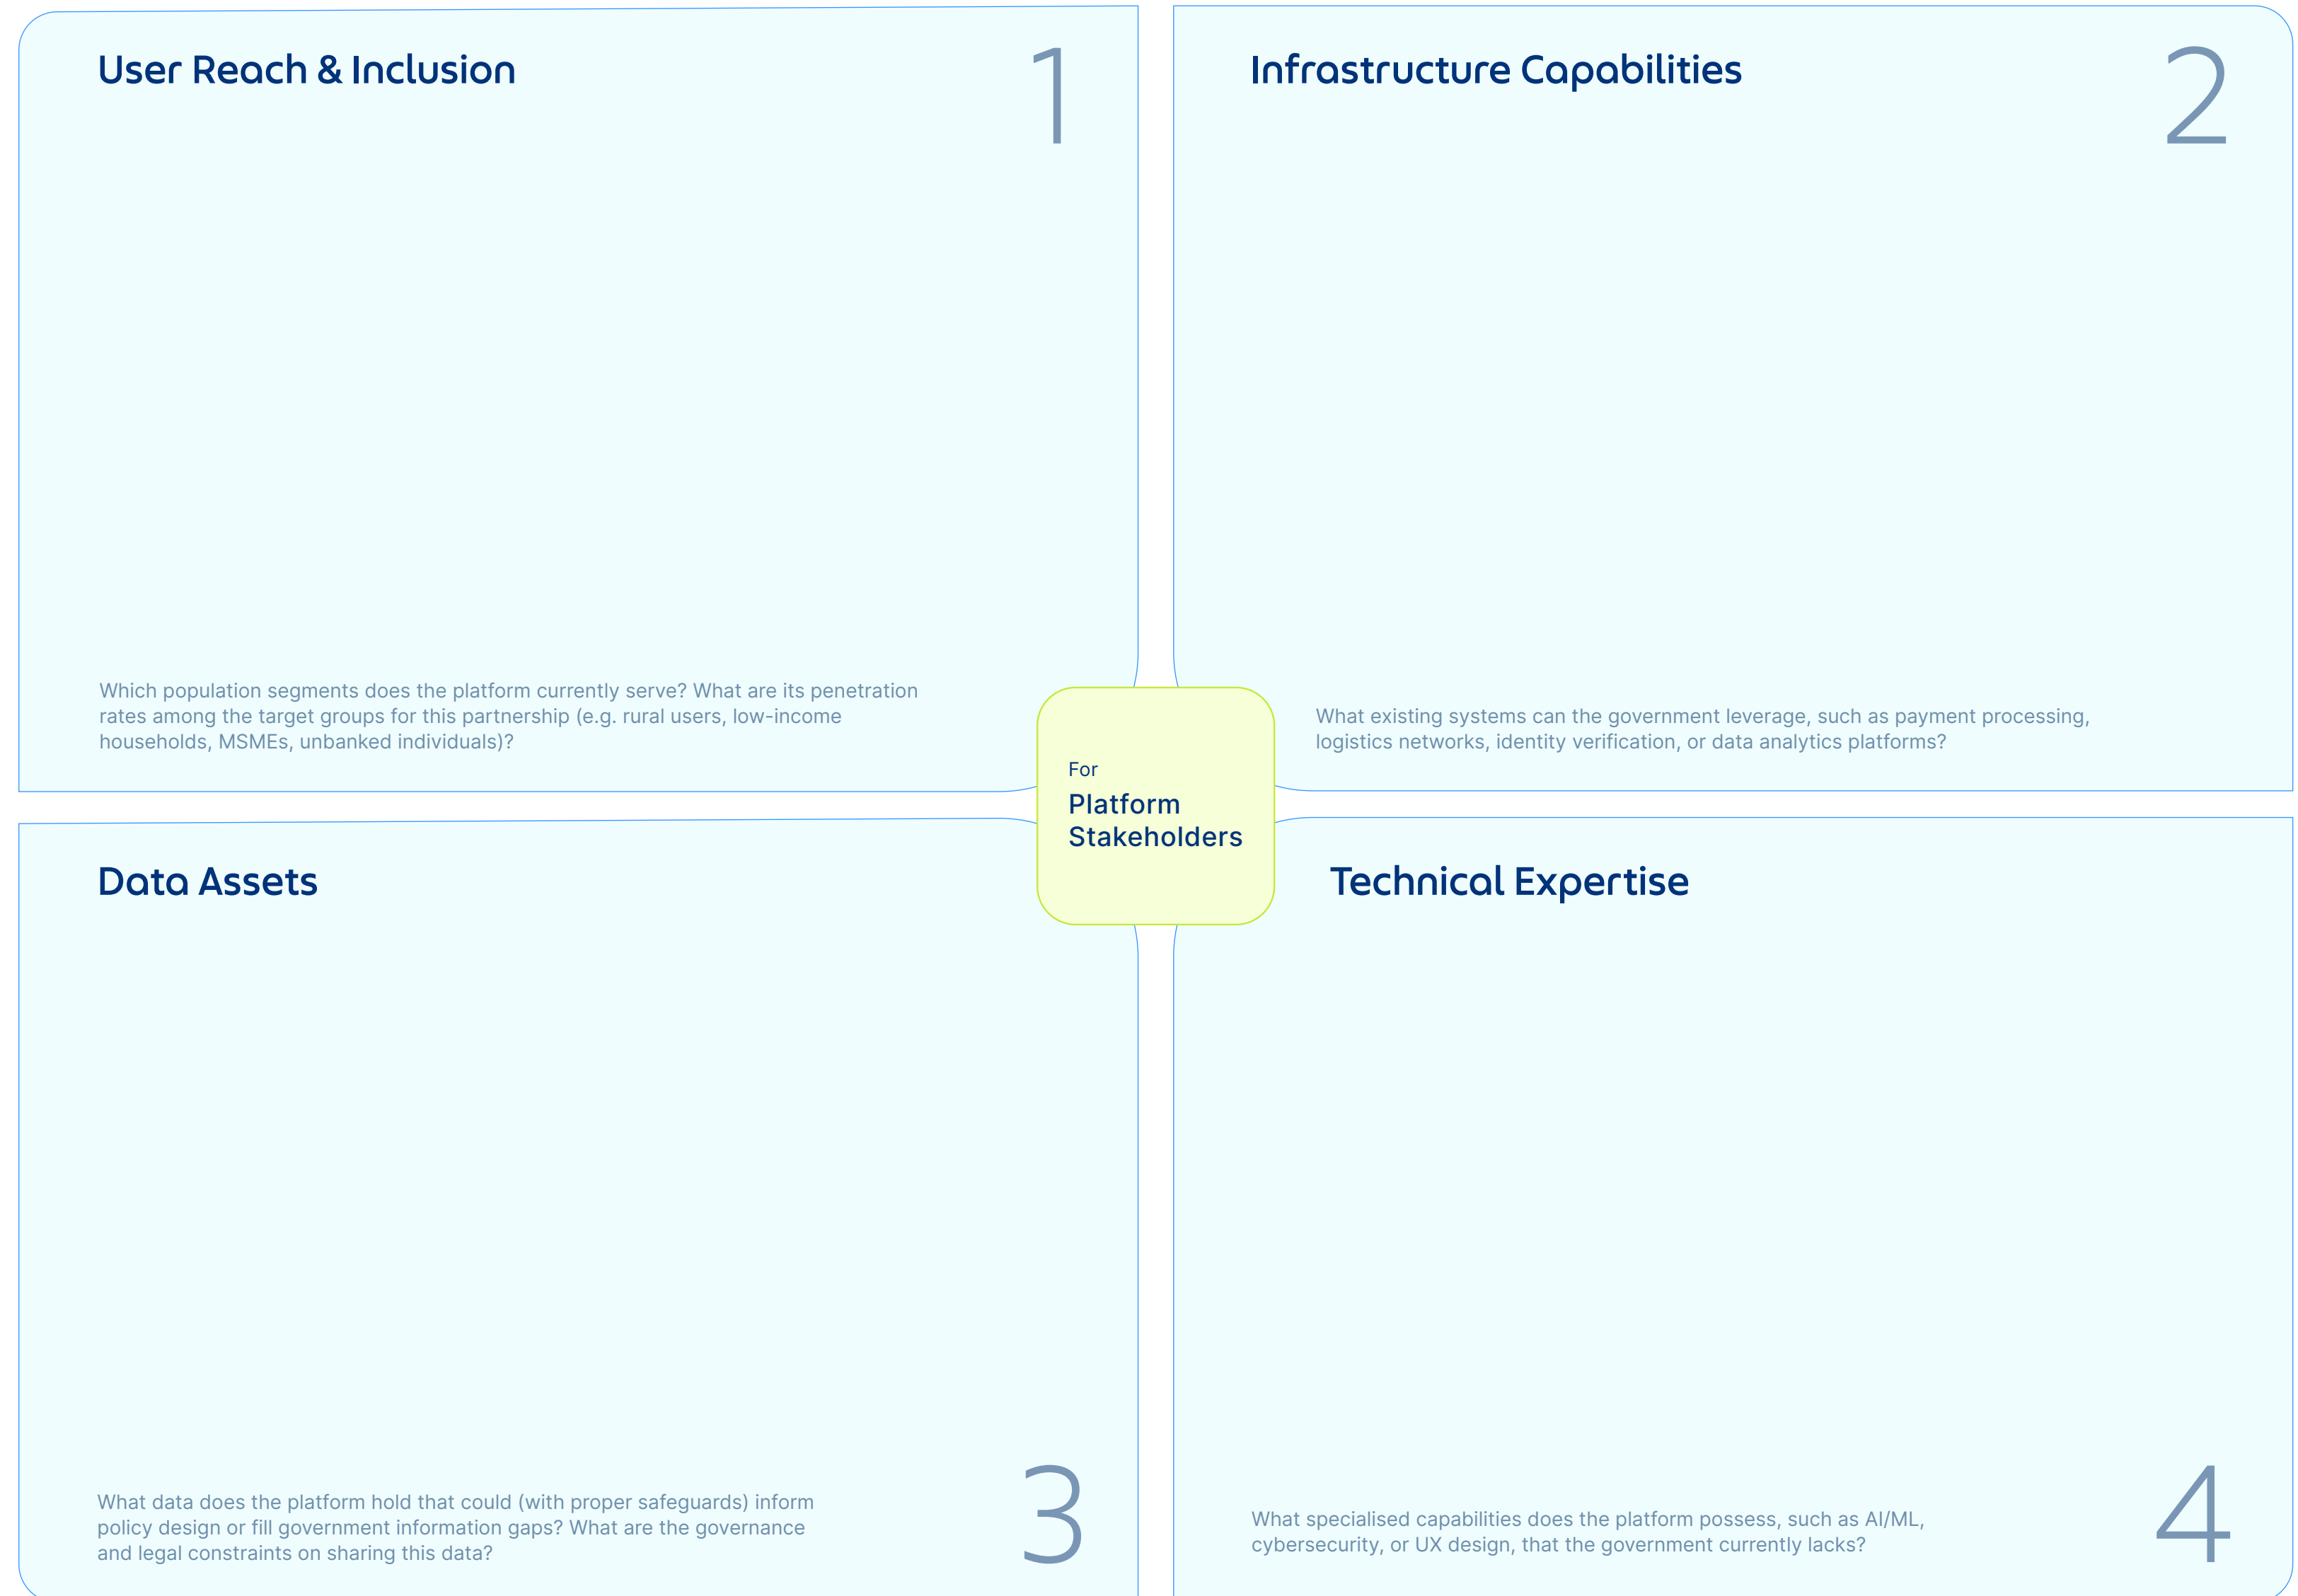 User Reach & Inclusion
1
Which population segments does the platform currently serve? What are its penetration
rates among the target groups for this partnership (e.g. rural users, low-income
households, MSMEs, unbanked individuals)?
Infrastructure Capabilities
2
What existing systems can the government leverage, such as payment processing,
logistics networks, identity verification, or data analytics platforms?
For
Platform
Stakeholders
Data Assets
What data does the platform hold that could (with proper safeguards) inform
policy design or fill government information gaps? What are the governance
and legal constraints on sharing this data?
3
Technical Expertise
What specialised capabilities does the platform possess, such as AI/ML,
cybersecurity, or UX design, that the government currently lacks?
4